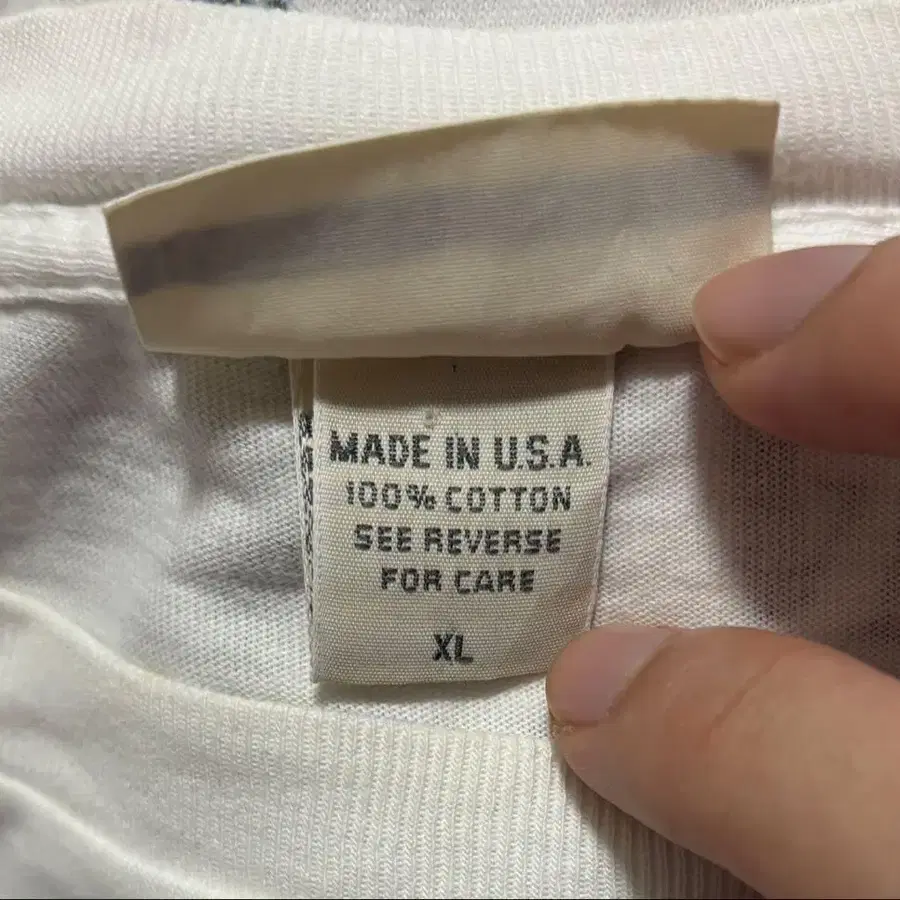 MADE IN U.S.A.
100% COTTON
SEE REVERSE
FOR CARE
XL